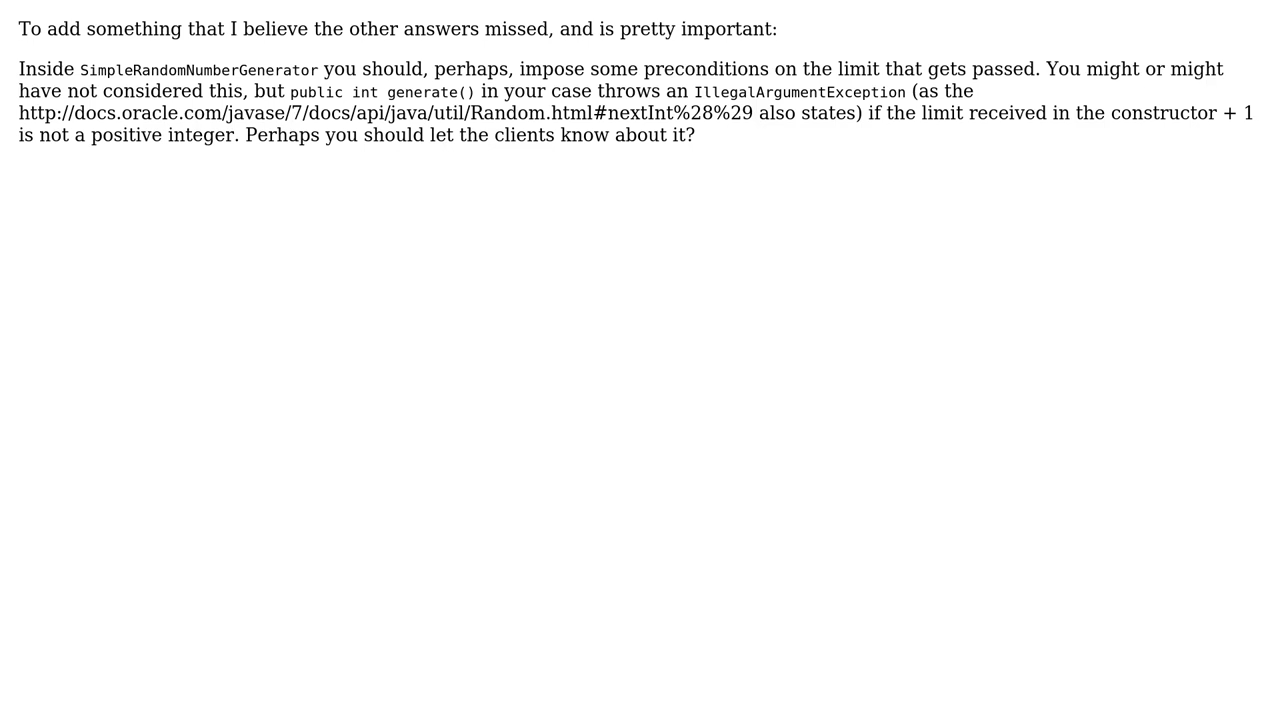 To add something that I believe the other answers missed, and is pretty important:
Inside SimpleRandomNumberGenerator you should, perhaps, impose some preconditions on the limit that gets passed. You might or might
have not considered this, but public int generate() in your case throws an IllegalArgumentException (as the
http://docs.oracle.com/javase/7/docs/api/java/util/Random.html#nextInt%28%29 also states) if the limit received in the constructor + 1
is not a positive integer. Perhaps you should let the clients know about it?